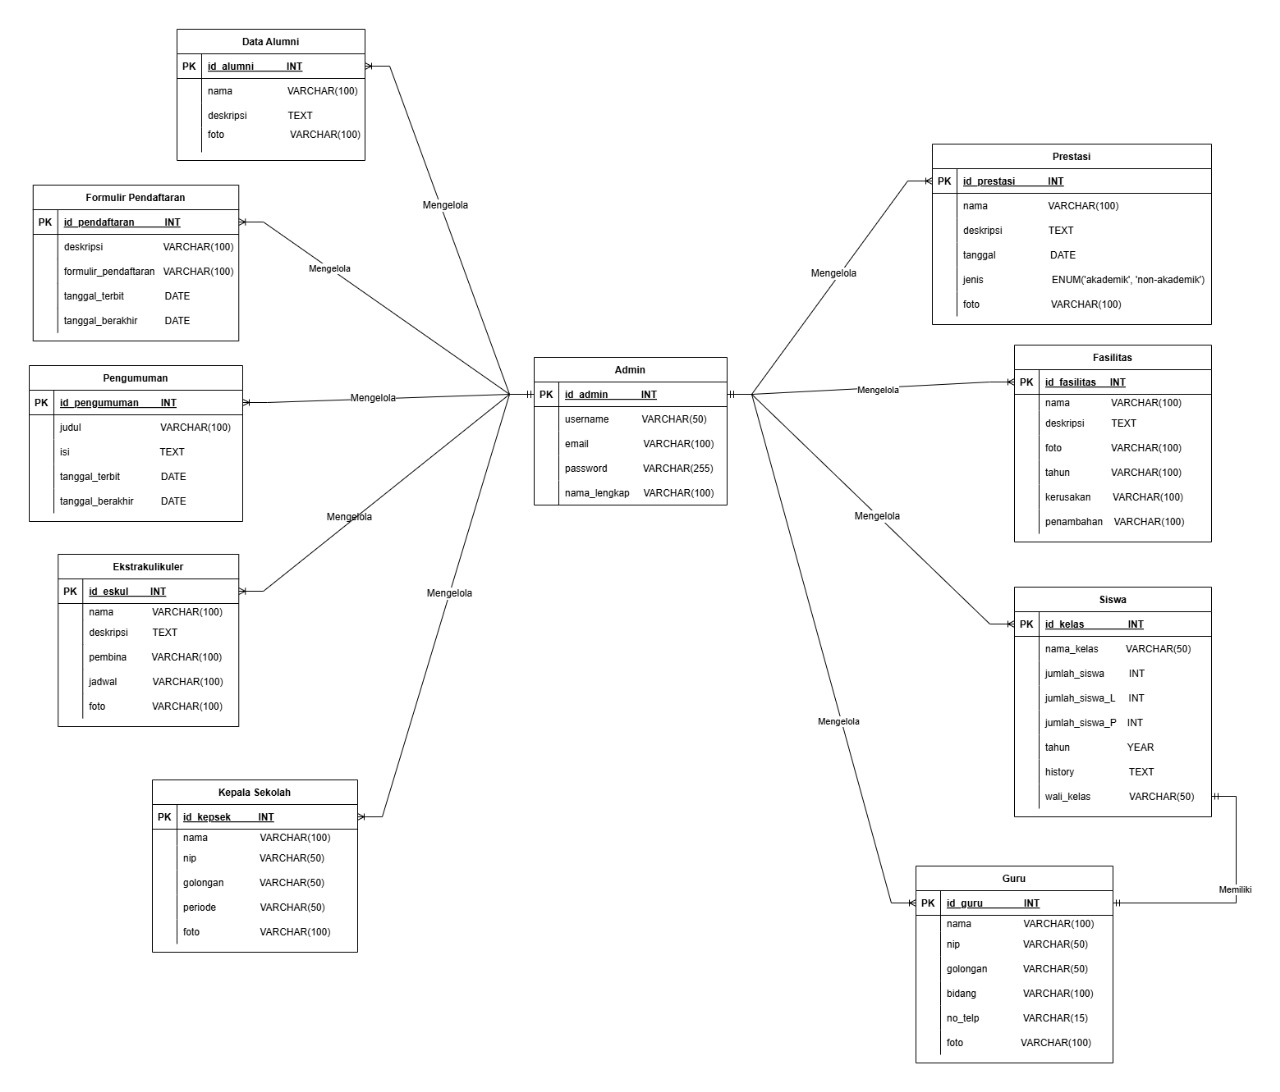 Data Alumni
PK id_alumni INT
nama VARCHAR(100)
deskripsi TEXT
foto VARCHAR(100)
Formulir Pendaftaran
PK id_pendaftaran INT
deskripsi VARCHAR(100)
formulir_pendaftaran VARCHAR(100)
tanggal_terbit DATE
tanggal_berakhir DATE
Pengumuman
PK id_pengumuman INT
judul VARCHAR(100)
isi TEXT
tanggal_terbit DATE
tanggal_berakhir DATE
Ekstrakulikuler
PK id_eskul INT
nama VARCHAR(100)
deskripsi TEXT
pembina VARCHAR(100)
jadwal VARCHAR(100)
foto VARCHAR(100)
Kepala Sekolah
PK id_kepsek INT
nama VARCHAR(100)
nip VARCHAR(50)
golongan VARCHAR(50)
periode VARCHAR(50)
foto VARCHAR(100)
Mengelola
Mengelola
Mengelola
Mengelola
Mengelola
Admin
PK id_admin INT
username VARCHAR(50)
email VARCHAR(100)
password VARCHAR(255)
nama_lengkap VARCHAR(100)
Mengelola
Mengelola
Mengelola
Mengelola
Prestasi
PK id_prestasi INT
nama VARCHAR(100)
deskripsi TEXT
tanggal DATE
jenis ENUM('akademik', 'non-akademik')
foto VARCHAR(100)
Fasilitas
PK id_fasilitas INT
nama VARCHAR(100)
deskripsi TEXT
foto VARCHAR(100)
tahun VARCHAR(100)
kerusakan VARCHAR(100)
penambahan VARCHAR(100)
Siswa
PK id_kelas INT
nama_kelas VARCHAR(50)
jumlah_siswa INT
jumlah_siswa_L INT
jumlah_siswa_P INT
tahun YEAR
history TEXT
wali_kelas VARCHAR(50)
Memiliki
Guru
PK id_guru INT
nama VARCHAR(100)
nip VARCHAR(50)
golongan VARCHAR(50)
bidang VARCHAR(100)
no_telp VARCHAR(15)
foto VARCHAR(100)